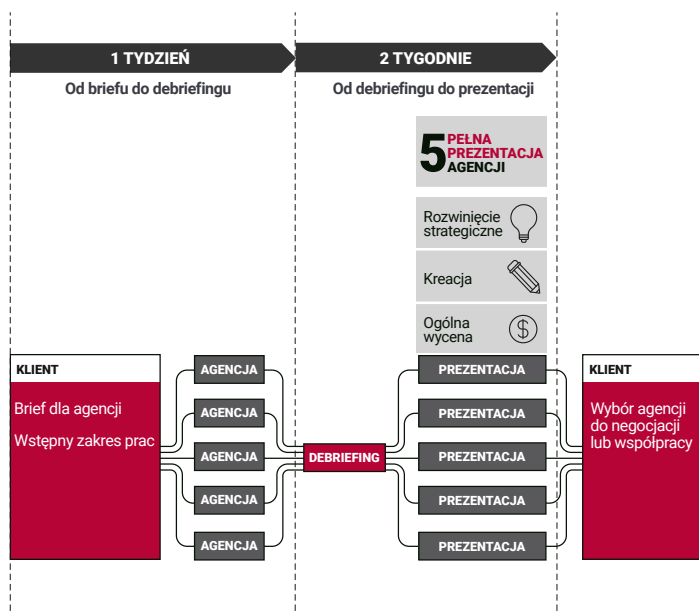 1 TYDZIEŃ
2 TYGODNIE
Od briefu do debriefingu
Od debriefingu do prezentacji
5 PEŁNA
PREZENTACJA
AGENCJI
Rozwinięcie
strategiczne
Kreacja
Ogólna
wycena
$
KLIENT
Brief dla agencji
Wstępny zakres prac
AGENCJA
AGENCJA
AGENCJA
AGENCJA
AGENCJA
DEBRIEFING
PREZENTACJA
PREZENTACJA
PREZENTACJA
PREZENTACJA
PREZENTACJA
KLIENT
Wybór agencji
do negocjacji
lub współpracy